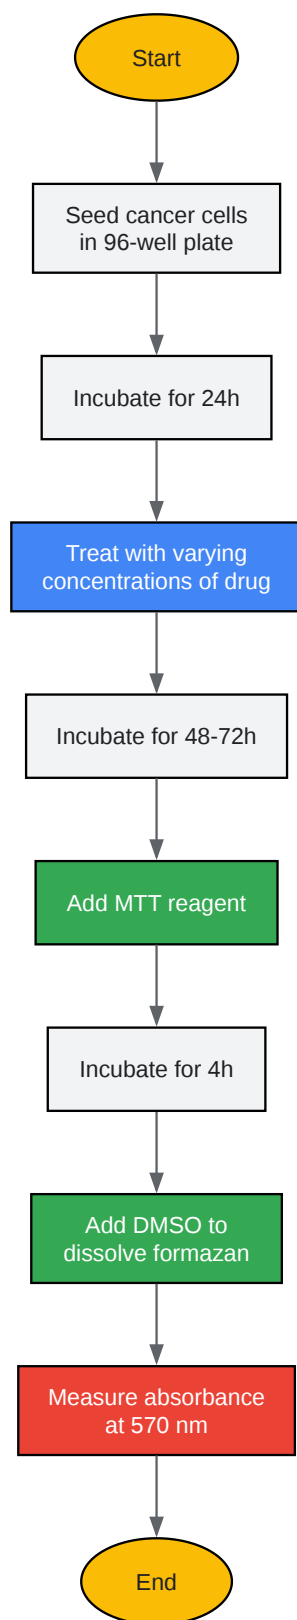 Start
Seed cancer cells
in 96-well plate
Incubate for 24h
Treat with varying
concentrations of drug
Incubate for 48-72h
Add MTT reagent
Incubate for 4h
Add DMSO to
dissolve formazan
Measure absorbance
at 570 nm
End